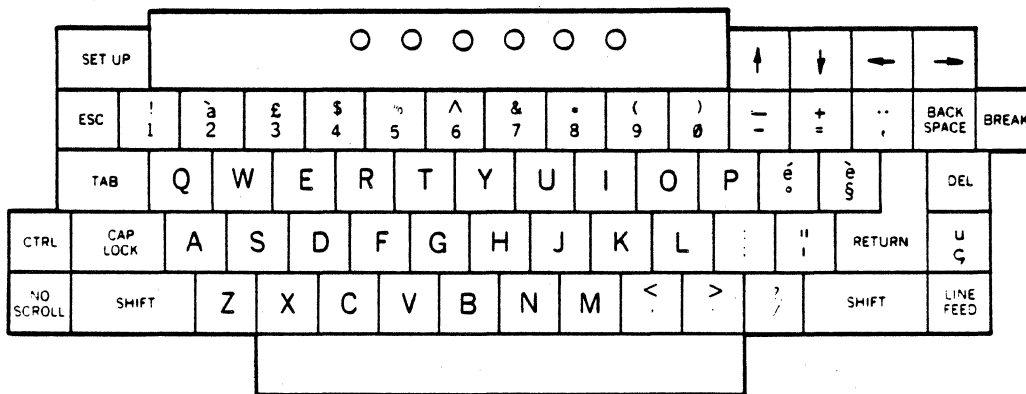 SET UP ↑ ↓ ← →
! à £ $ % ^ & * ( ) — + ¨
ESC 1 2 3 4 5 6 7 8 9 0 - = BACK SPACE BREAK
TAB Q W E R T Y U I O P é ° è § DEL
CTRL CAP LOCK A S D F G H J K L : ; " ' RETURN ù ç
NO SCROLL SHIFT Z X C V B N M < > ? / SHIFT LINE FEED